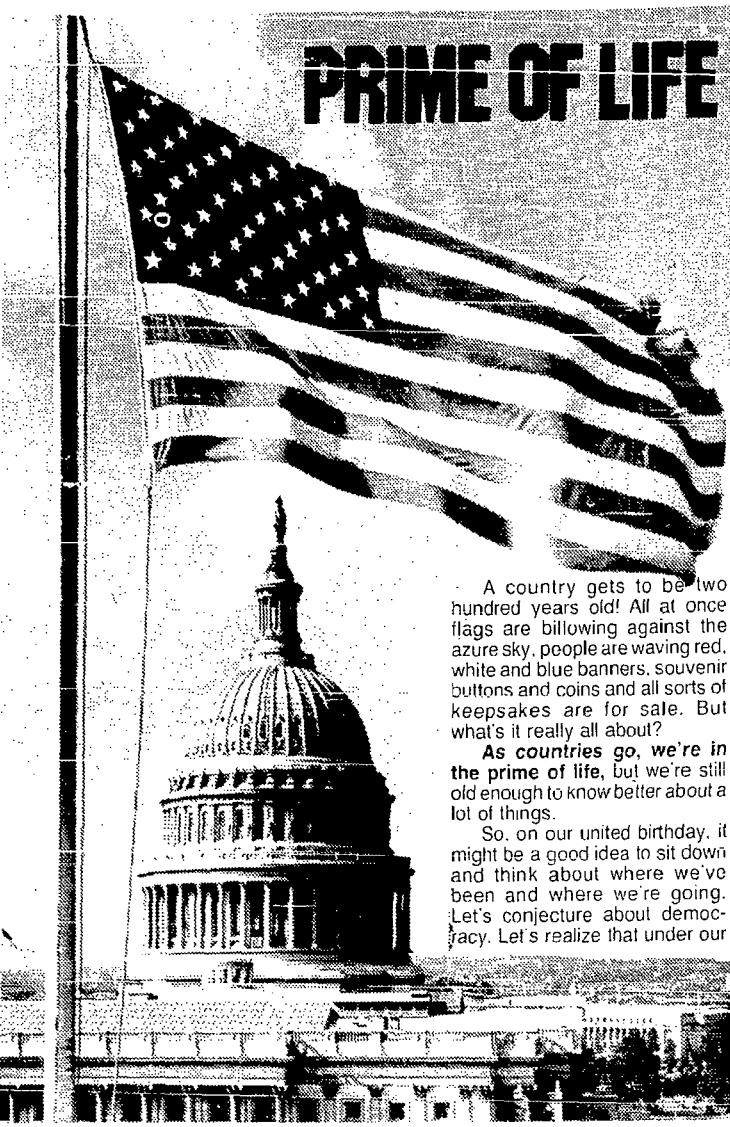 PRIME OF LIFE
A country gets to be two
hundred years old! All at once
flags are billowing against the
azure sky, people are waving red,
white and blue banners, souvenir
buttons and coins and all sorts of
keepsakes are for sale. But
what's it really all about?
As countries go, we're in
the prime of life, but we're still
old enough to know better about a
lot of things.
So, on our united birthday, it
might be a good idea to sit down
and think about where we've
been and where we're going.
Let's conjecture about democ-
racy. Let's realize that under our